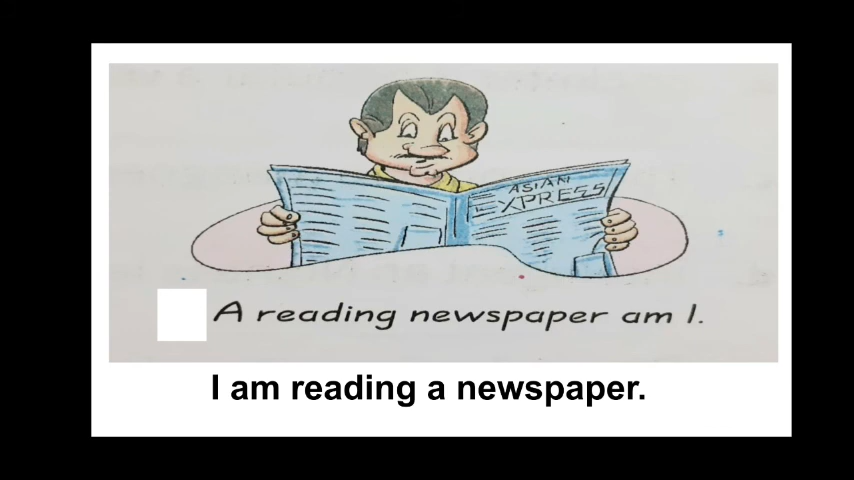 ASIAN
EXPRESS
A reading newspaper am I.
I am reading a newspaper.